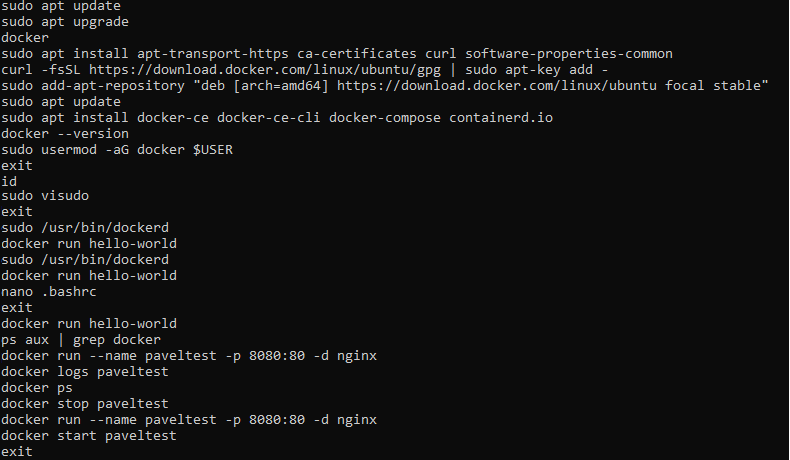 sudo apt update
sudo apt upgrade
docker
sudo apt install apt-transport-https ca-certificates curl software-properties-common
curl -fsSL https://download.docker.com/linux/ubuntu/gpg | sudo apt-key add -
sudo add-apt-repository "deb [arch=amd64] https://download.docker.com/linux/ubuntu focal stable"
sudo apt update
sudo apt install docker-ce docker-ce-cli docker-compose containerd.io
docker --version
sudo usermod -aG docker $USER
exit
id
sudo visudo
exit
sudo /usr/bin/dockerd
docker run hello-world
sudo /usr/bin/dockerd
docker run hello-world
nano .bashrc
exit
docker run hello-world
ps aux | grep docker
docker run --name paveltest -p 8080:80 -d nginx
docker logs paveltest
docker ps
docker stop paveltest
docker run --name paveltest -p 8080:80 -d nginx
docker start paveltest
exit